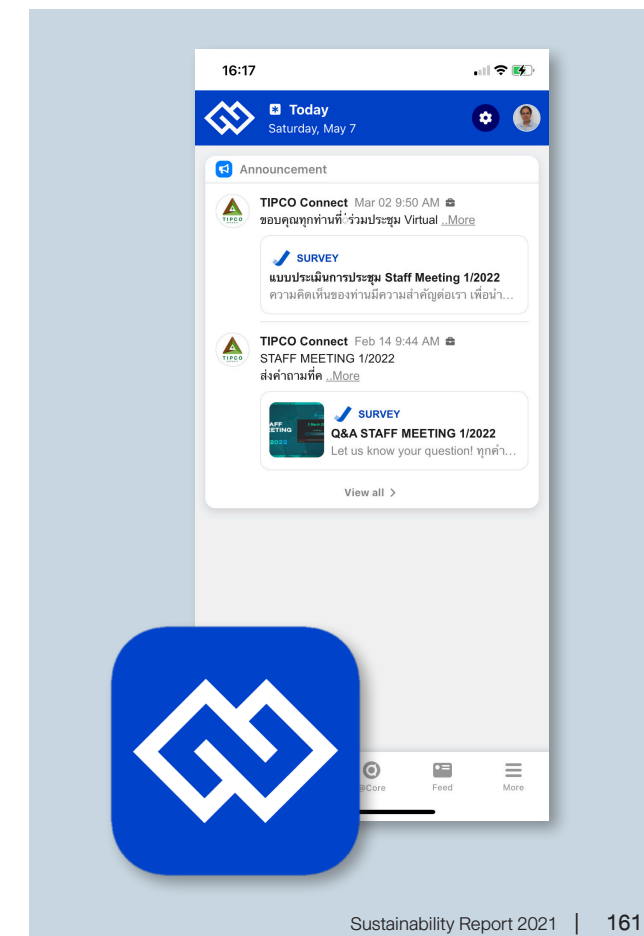 16:17
Today
Saturday, May 7
Announcement
TIPCO Connect Mar 02 9:50 AM
ขอบคุณทุกท่านที่ร่วมประชุม Virtual ..More
TIPCO
SURVEY
แบบประเมินการประชุม Staff Meeting 1/2022
ความคิดเห็นของท่านมีความสำคัญต่อเรา เพื่อนำ...
TIPCO Connect Feb 14 9:44 AM
STAFF MEETING 1/2022
TIPCO
ส่งคำถามที่ค ..More
SURVEY
Q&A STAFF MEETING 1/2022
Let us know your question! ทุกคำ...
View all >
Core
Feed
More
Sustainability Report 2021 | 161